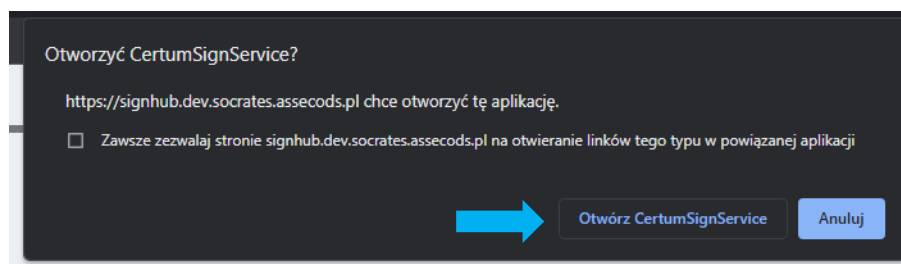 Otworzyć CertumSignService?
https://signhub.dev.socrates.assecods.pl chce otworzyć tę aplikację.
Zawsze zezwalaj stronie signhub.dev.socrates.assecods.pl na otwieranie linków tego typu w powiązanej aplikacji
Otwórz CertumSignService Anuluj